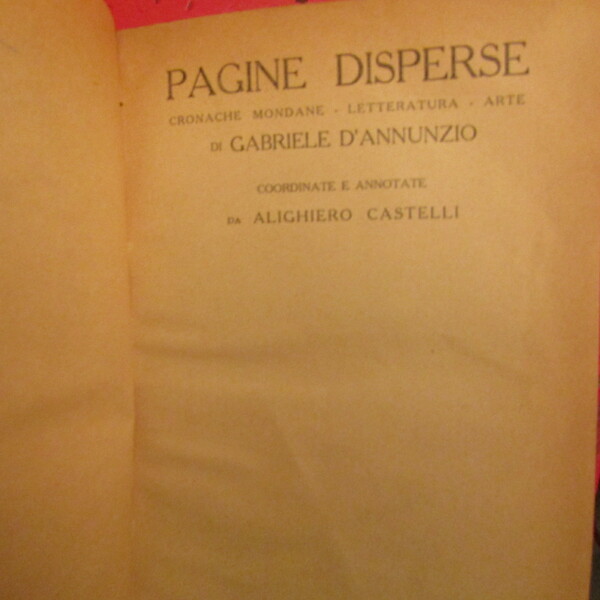 PAGINE DISPERSE
CRONACHE MONDANE - LETTERATURA - ARTE
DI GABRIELE D'ANNUNZIO
COORDINATE E ANNOTATE
DA ALIGHIERO CASTELLI